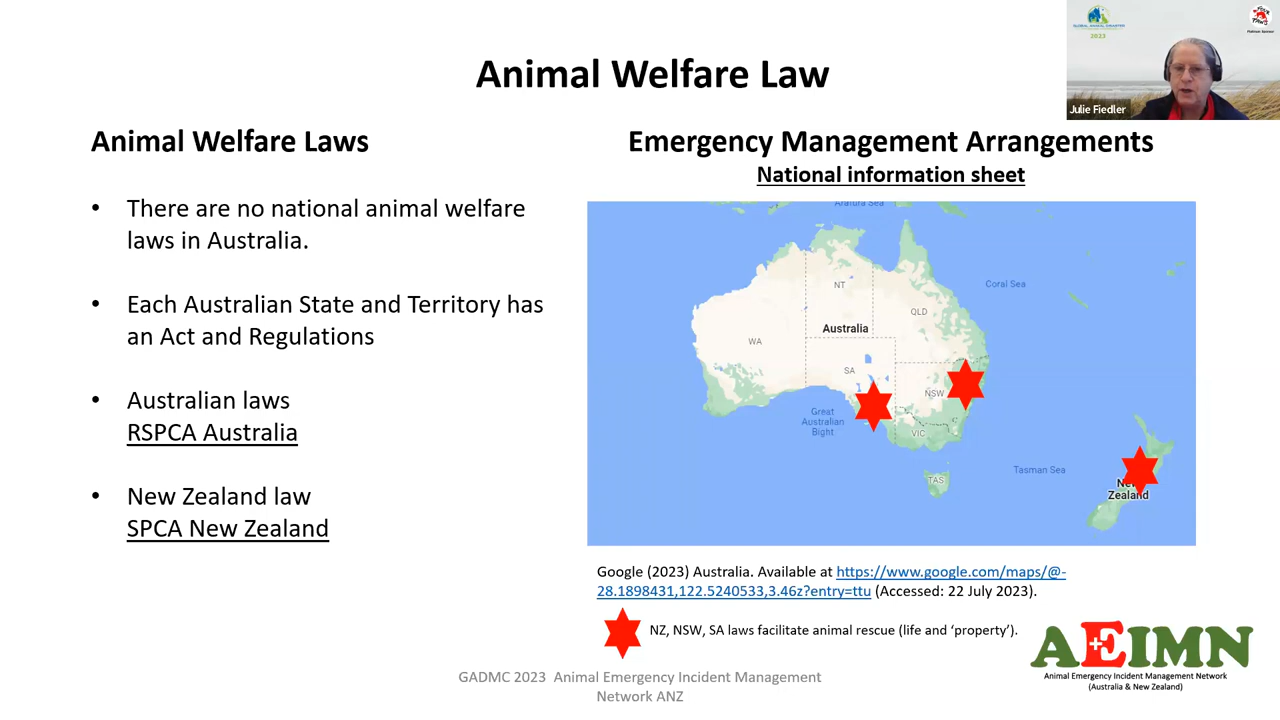 GLOBAL ANIMAL DISASTER
2023
Julie Fiedler
Animal Welfare Law
Animal Welfare Laws
• There are no national animal welfare
laws in Australia.
• Each Australian State and Territory has
an Act and Regulations
• Australian laws
RSPCA Australia
• New Zealand law
SPCA New Zealand
Emergency Management Arrangements
National information sheet
Arafura Sea
NT
Coral Sea
QLD
Australia
WA
SA
NSW
Great
Australian
Bight
VIC
Tasman Sea
TAS
New
Zealand
Google (2023) Australia. Available at https://www.google.com/maps/@-
28.1898431,122.5240533,3.46z?entry=ttu (Accessed: 22 July 2023).
NZ, NSW, SA laws facilitate animal rescue (life and ‘property’).
AEIMN
Animal Emergency Incident Management Network
(Australia & New Zealand)
GADMC 2023 Animal Emergency Incident Management
Network ANZ